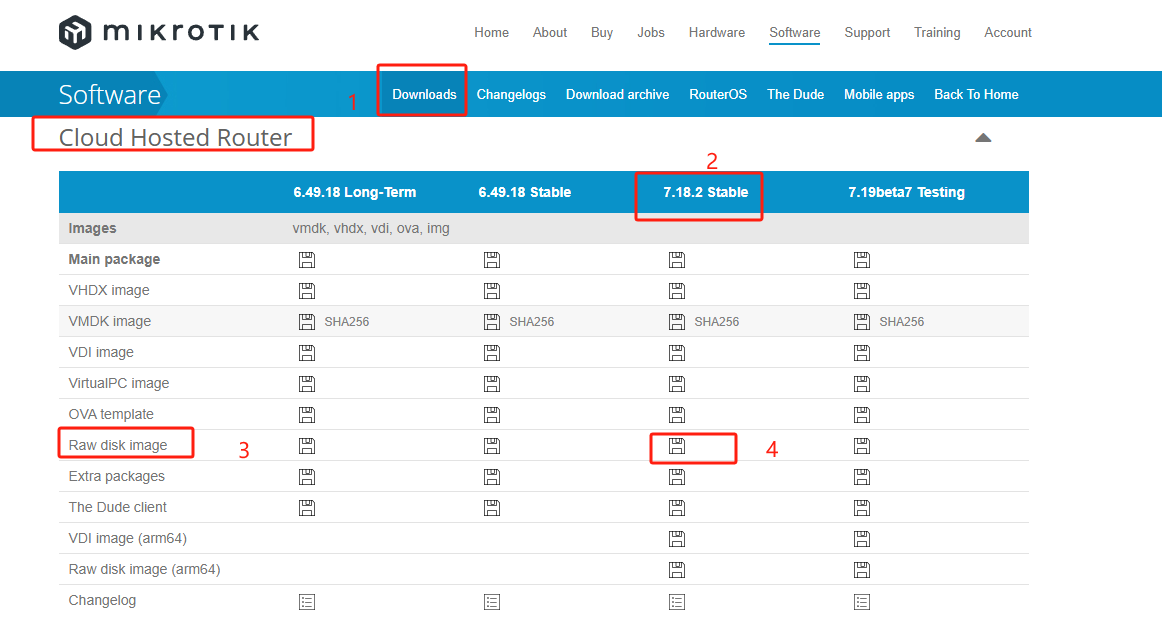 mikrotik
Home About Buy Jobs Hardware Software Support Training Account
Software 1 Downloads Changelogs Download archive RouterOS The Dude Mobile apps Back To Home
Cloud Hosted Router
2
6.49.18 Long-Term 6.49.18 Stable 7.18.2 Stable 7.19beta7 Testing
Images vmdk, vhdx, vdi, ova, img
Main package
VHDX image
VMDK image SHA256 SHA256 SHA256 SHA256
VDI image
VirtualPC image
OVA template
Raw disk image 3 4
Extra packages
The Dude client
VDI image (arm64)
Raw disk image (arm64)
Changelog